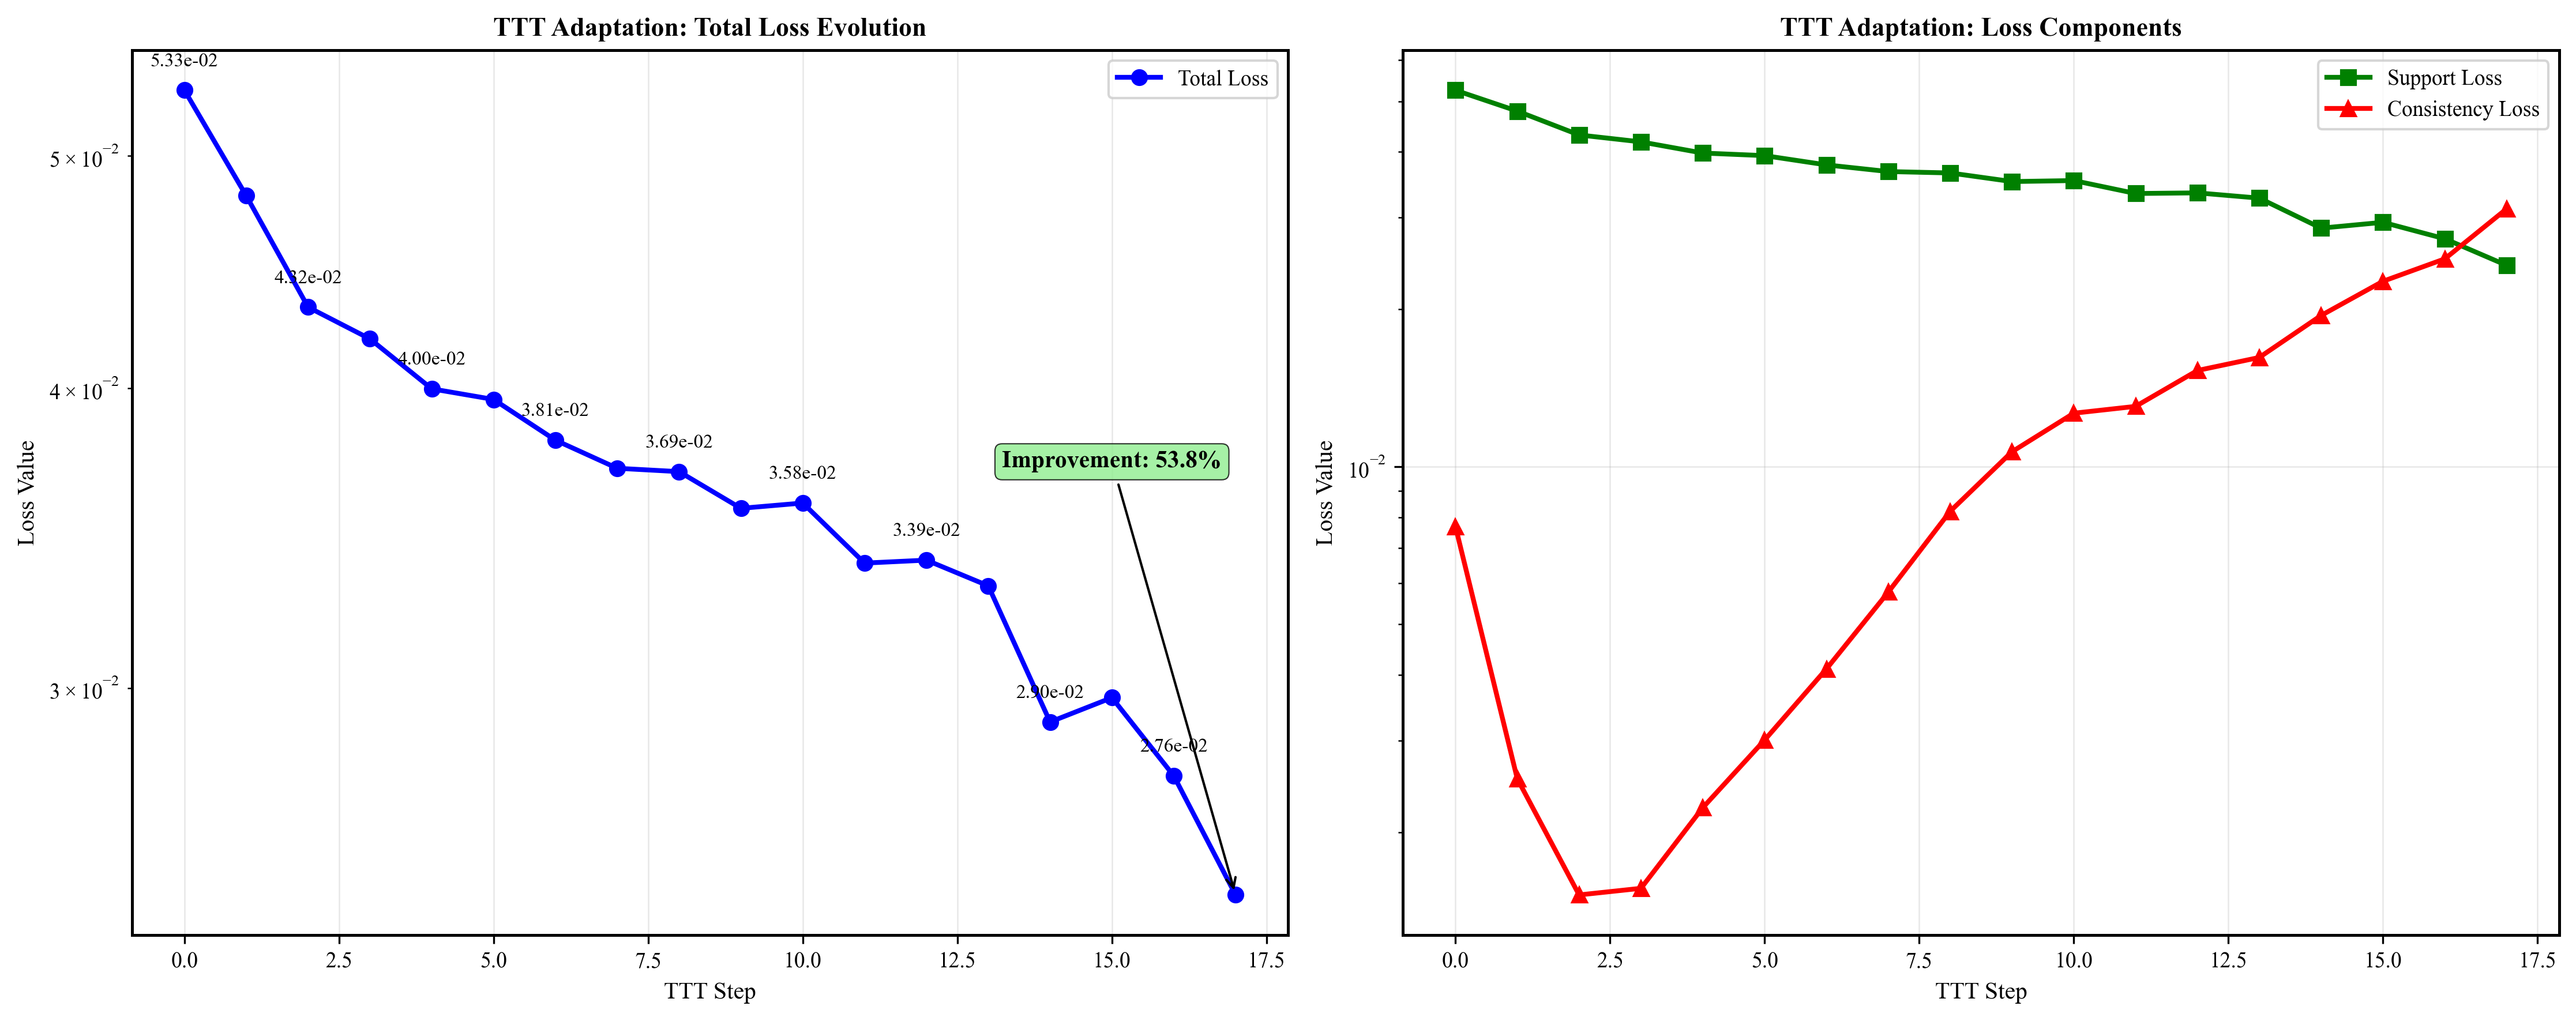 TTT Adaptation: Total Loss Evolution
Total Loss
5.33e-02
4.32e-02
4.00e-02
3.81e-02
3.69e-02
3.58e-02
3.39e-02
2.90e-02
2.76e-02
Improvement: 53.8%
5 × 10⁻²
4 × 10⁻²
3 × 10⁻²
Loss Value
0.0 2.5 5.0 7.5 10.0 12.5 15.0 17.5
TTT Step
TTT Adaptation: Loss Components
Support Loss
Consistency Loss
10⁻²
Loss Value
0.0 2.5 5.0 7.5 10.0 12.5 15.0 17.5
TTT Step